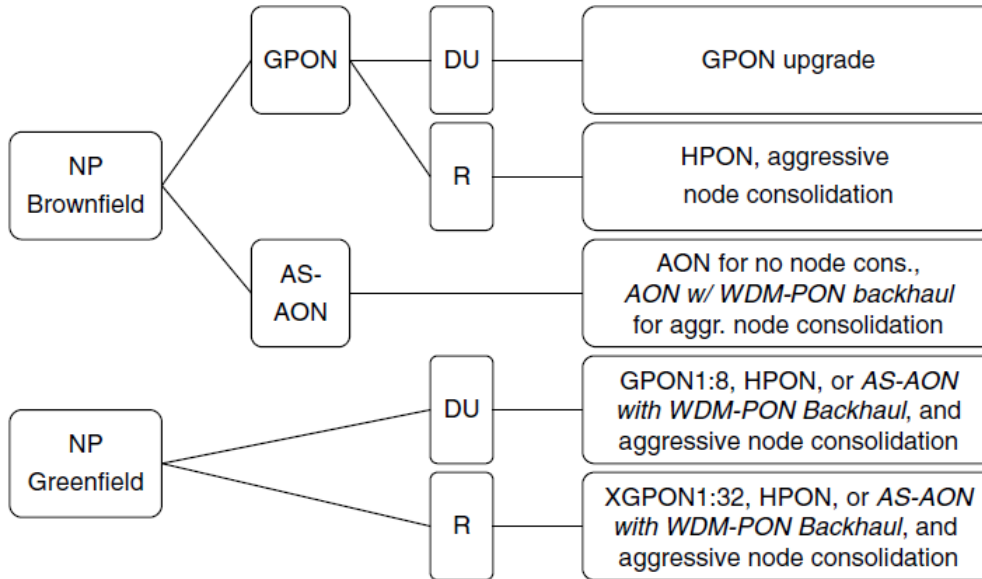 GPON
DU
GPON upgrade
NP
Brownfield
R
HPON, aggressive
node consolidation
AS-
AON
AON for no node cons.,
AON w/ WDM-PON backhaul
for aggr. node consolidation
NP
Greenfield
DU
GPON1:8, HPON, or AS-AON
with WDM-PON Backhaul, and
aggressive node consolidation
R
XGPON1:32, HPON, or AS-AON
with WDM-PON Backhaul, and
aggressive node consolidation